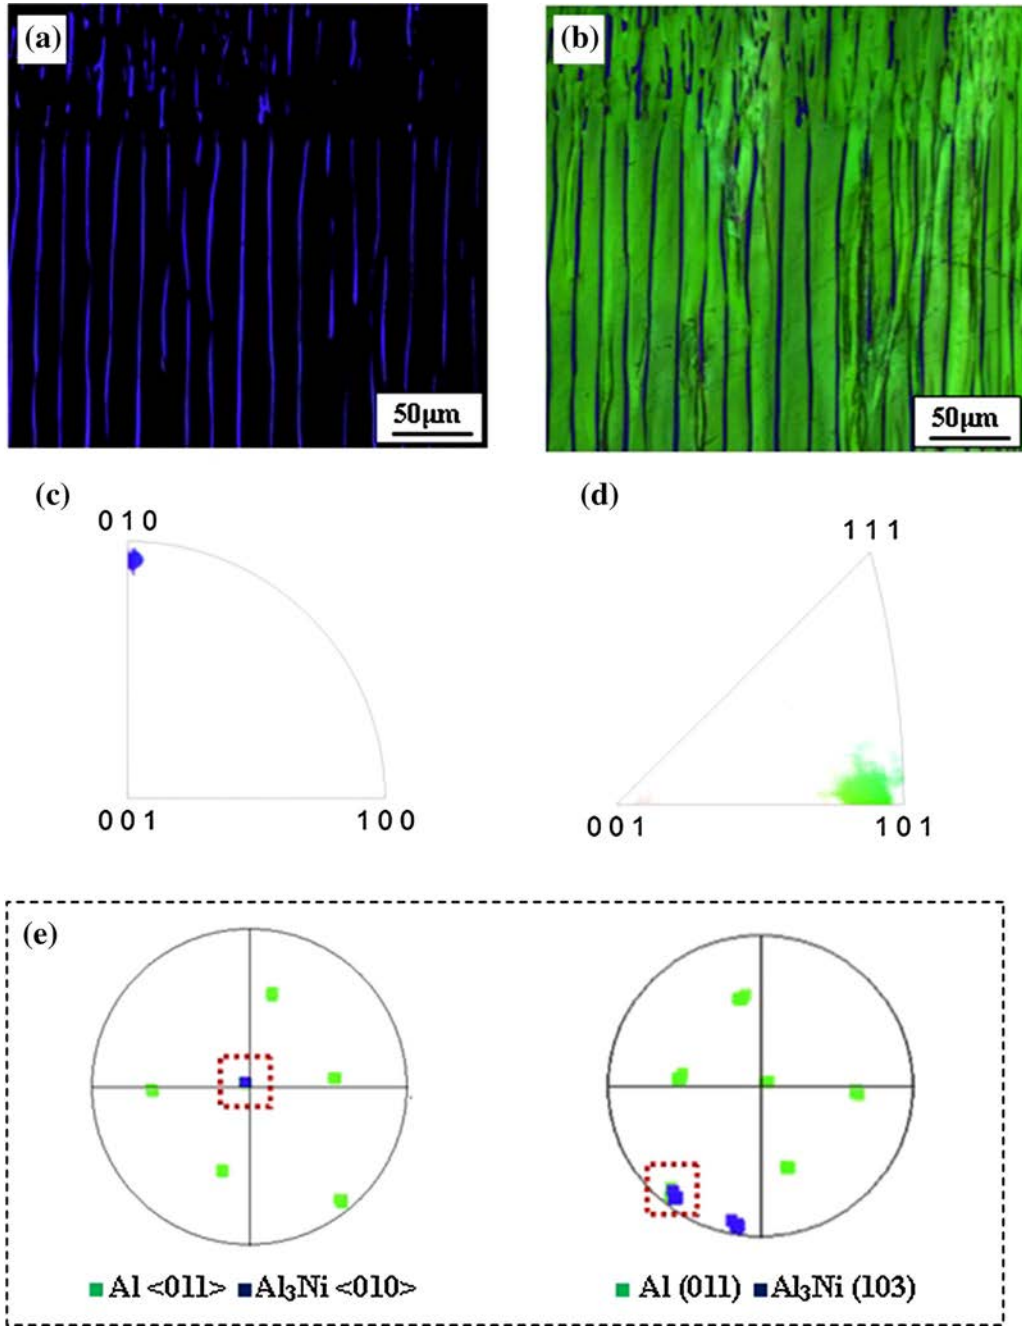 (a)
(b)
50μm
50μm
(c)
(d)
0 1 0
0 0 1
1 0 0
1 1 1
0 0 1
1 0 1
(e)
Al <011> Al₃Ni <010>
Al (011) Al₃Ni (103)